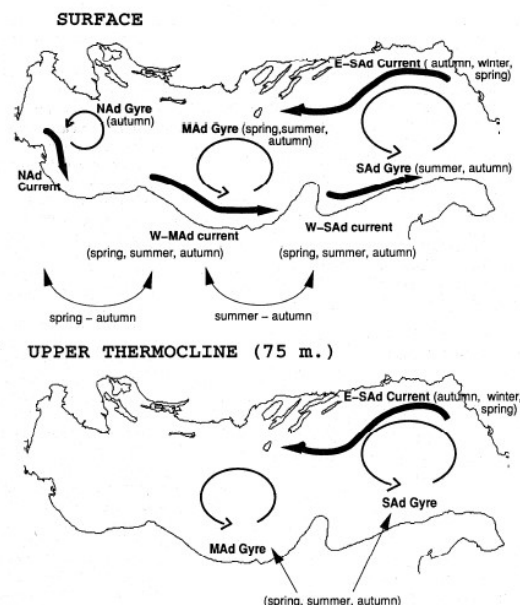 SURFACE
E-SAd Current ( autumn, winter,
spring)
NAd Gyre
(autumn)
MAd Gyre (spring,summer,
autumn)
SAd Gyre (summer, autumn)
NAd
Current
W-MAd current
(spring, summer, autumn)
W-SAd current
(spring, summer, autumn)
spring - autumn
summer - autumn
UPPER THERMOCLINE (75 m.)
E-SAd Current (autumn, winter,
spring)
SAd Gyre
MAd Gyre
(spring, summer, autumn)